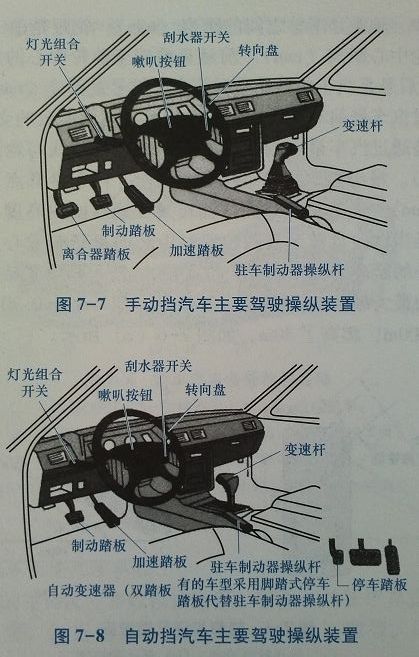 刮水器开关
灯光组合
开关
喇叭按钮
转向盘
变速杆
制动踏板
离合器踏板
加速踏板
驻车制动器操纵杆
图 7-7 手动挡汽车主要驾驶操纵装置
刮水器开关
灯光组合
开关
喇叭按钮
转向盘
变速杆
制动踏板
加速踏板
驻车制动器操纵杆
自动变速器（双踏板 有的车型采用脚踏式停车
踏板代替驻车制动器操纵杆）
停车踏板
图 7-8 自动挡汽车主要驾驶操纵装置